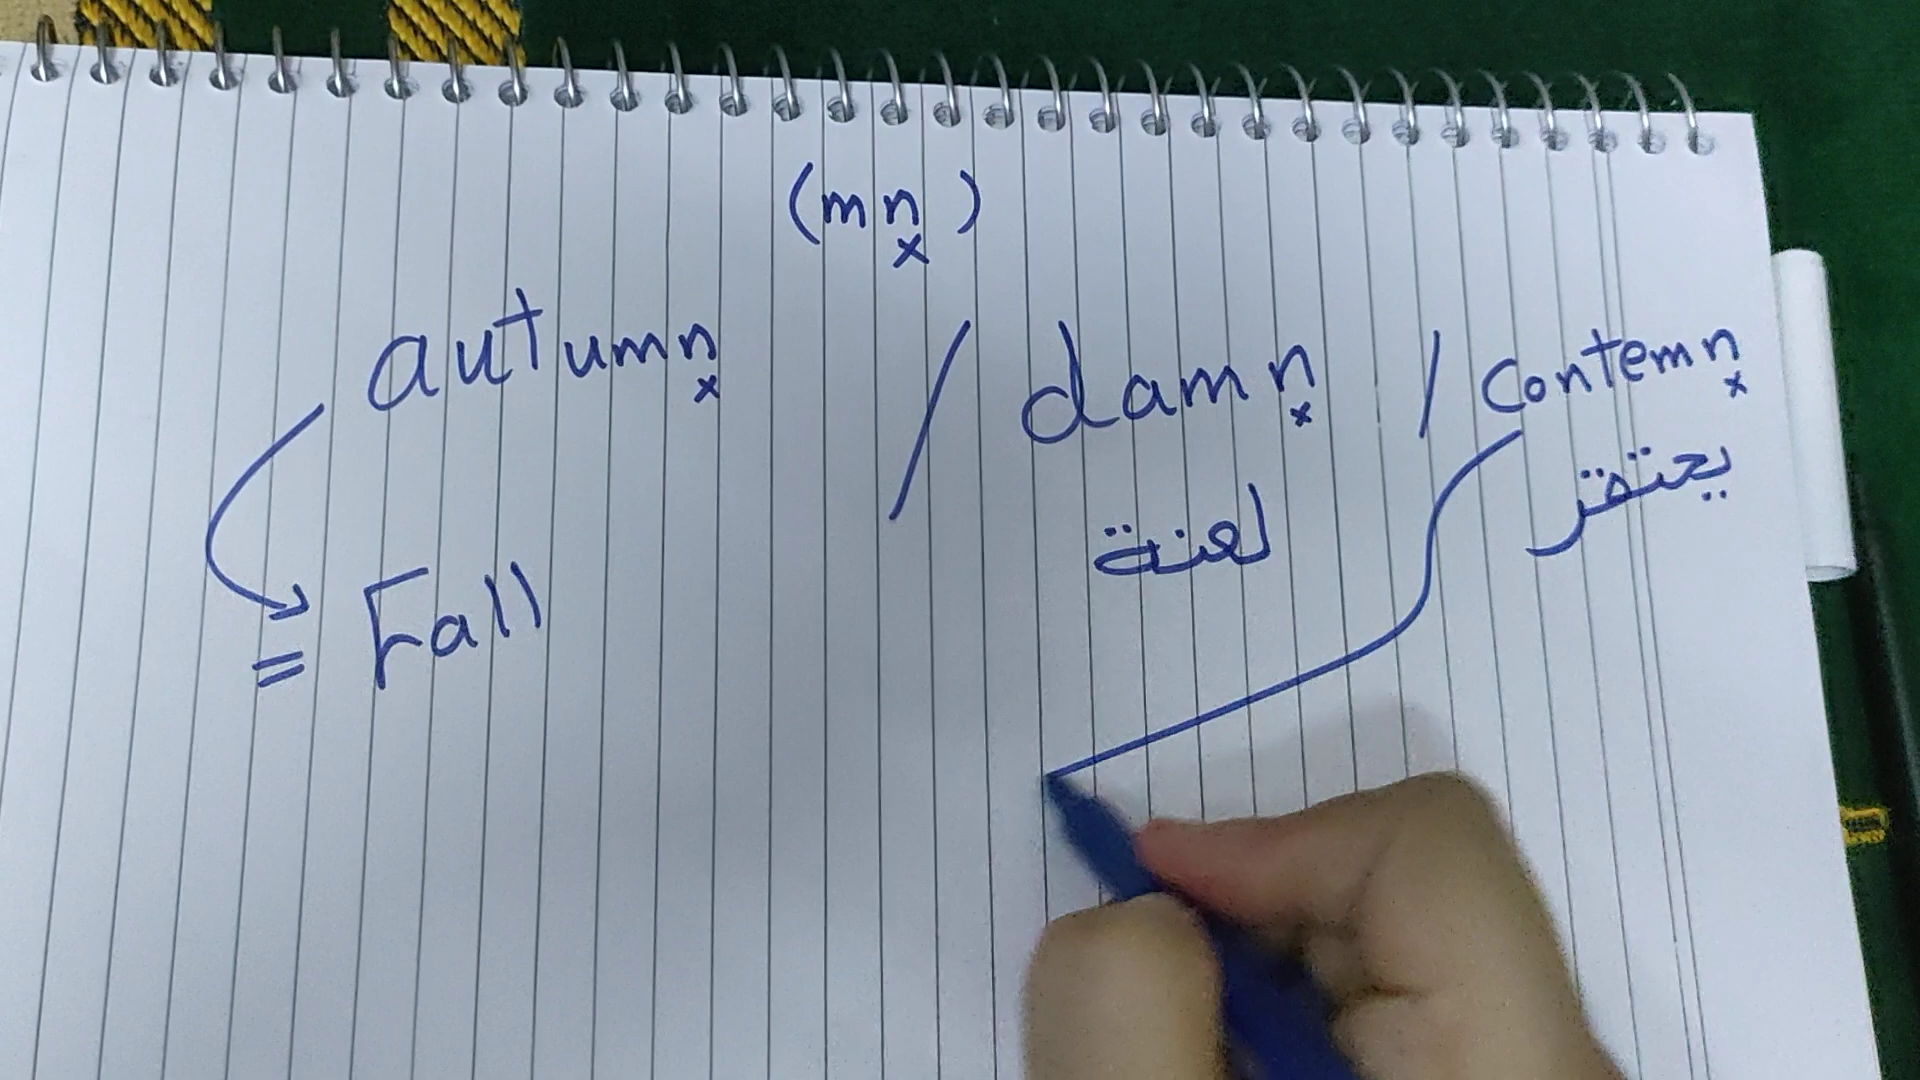 (mn)
x
autumn / damn / contemn
x x x
لعنة يحتقر
= Fall